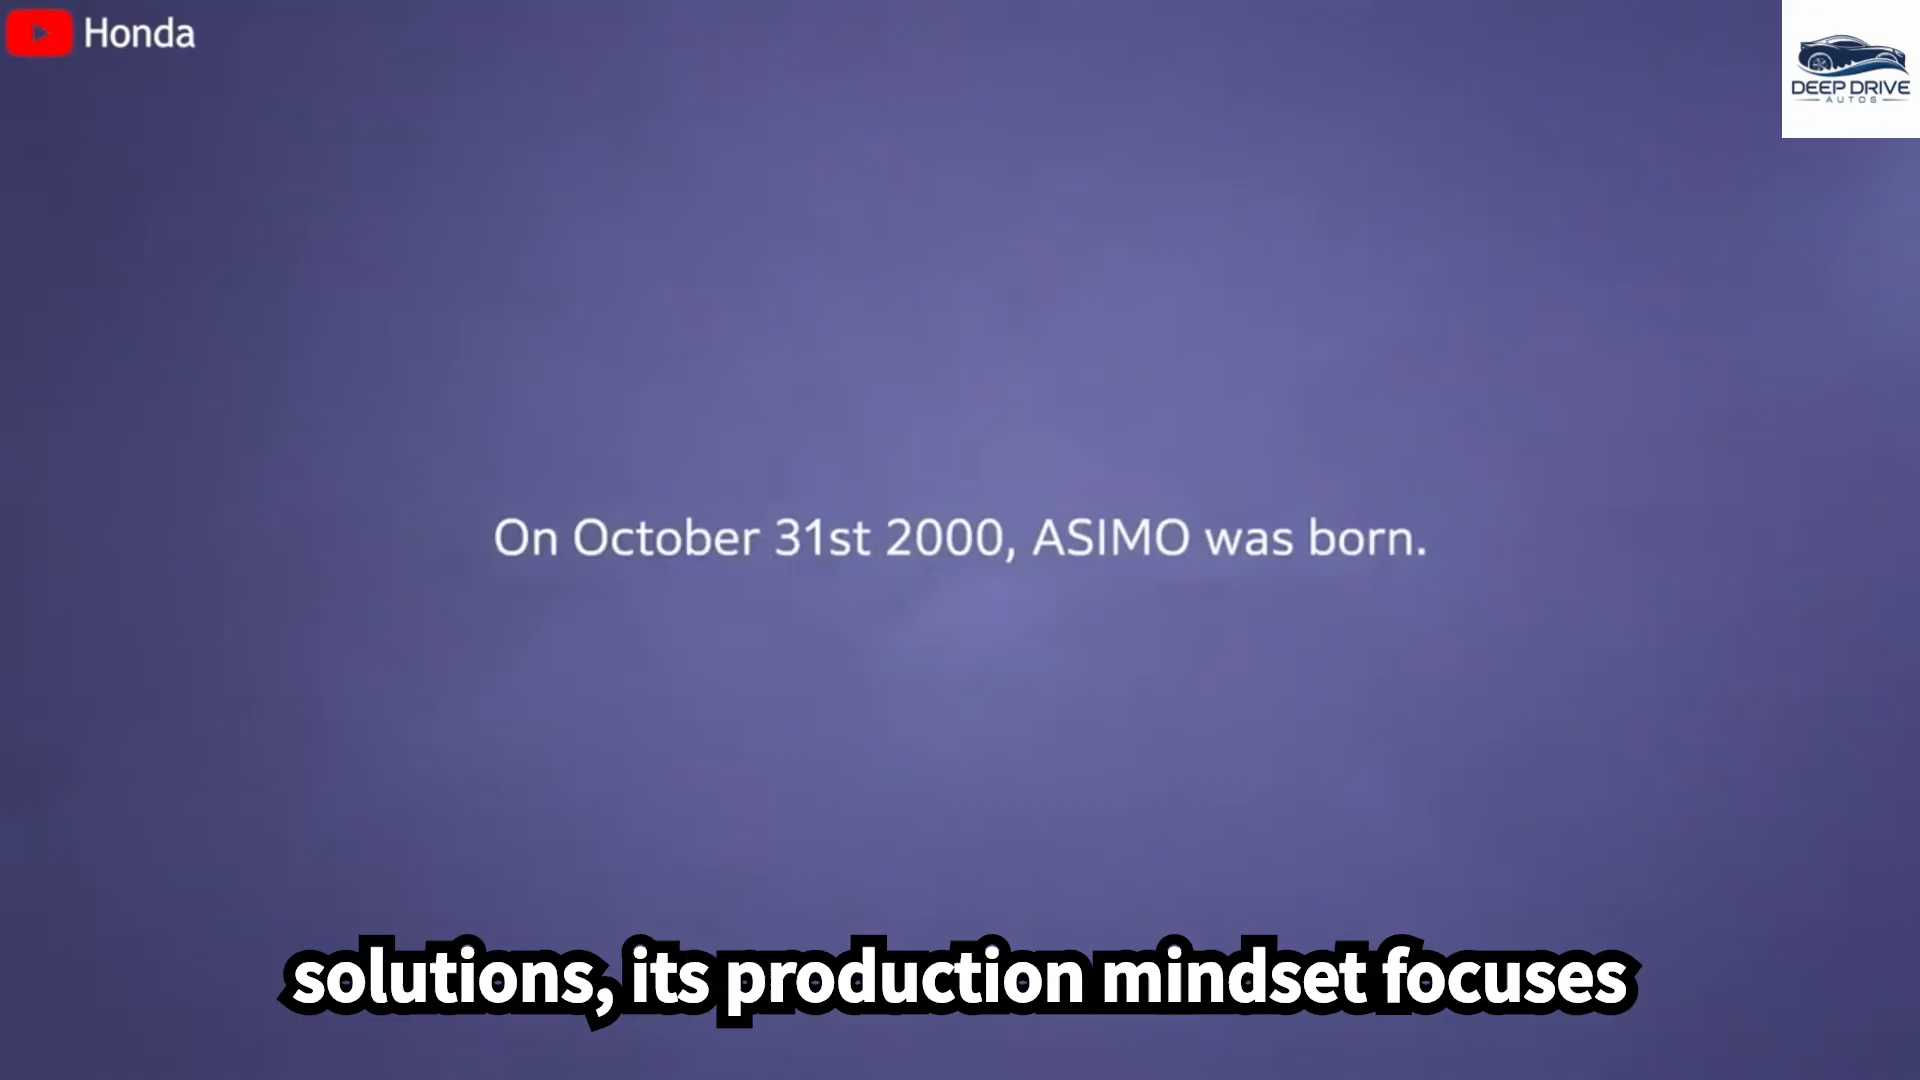 Honda
DEEP DRIVE
AUTOS
On October 31st 2000, ASIMO was born.
solutions, its production mindset focuses